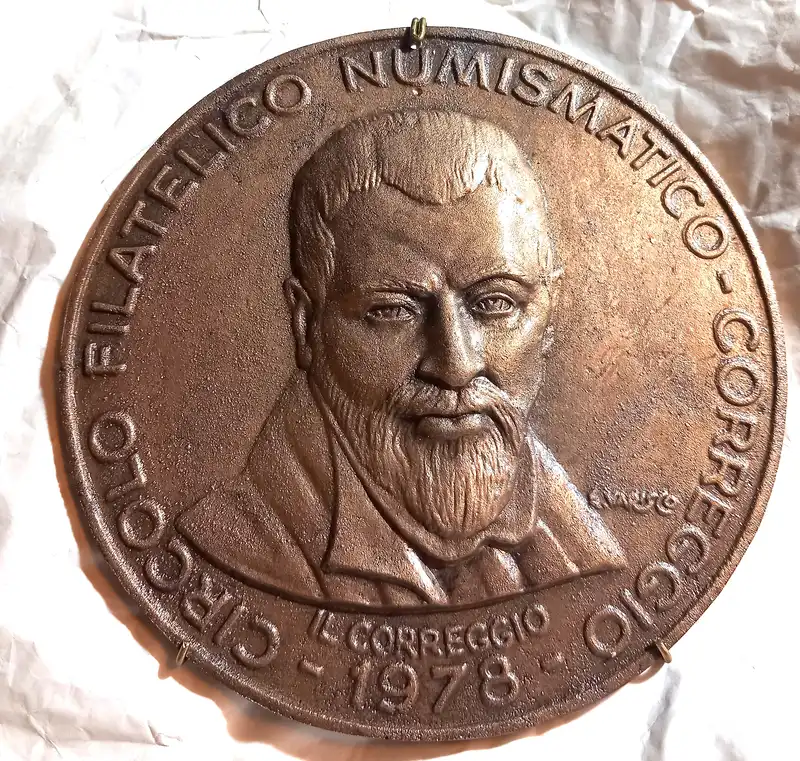 CIRCOLO FILATELICO NUMISMATICO - CORREGGIO
IL CORREGGIO
- 1978 -